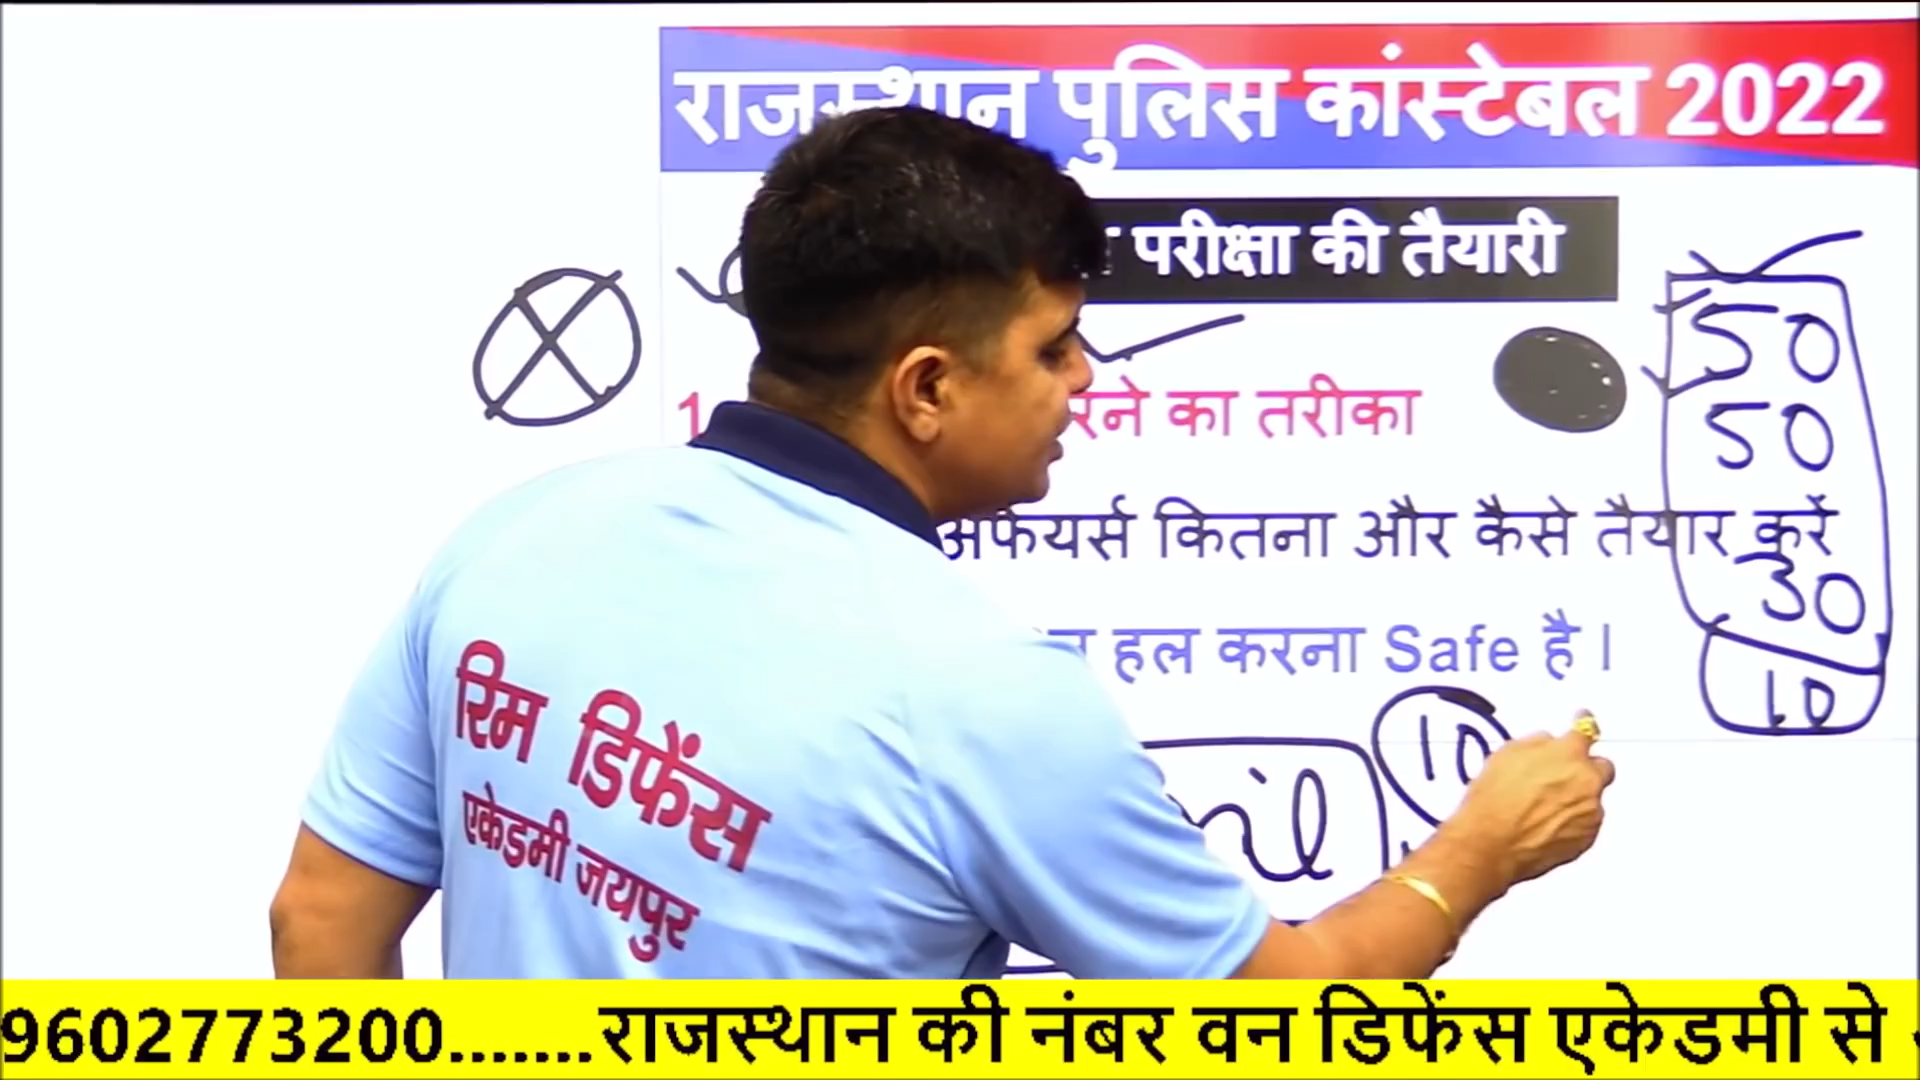 राजस्थान पुलिस कांस्टेबल 2022
परीक्षा की तैयारी
50
1
का तरीका
50
अफेयर्स कितना और कैसे तैयार करें
30
हल करना Safe है ।
10
10
रिम डिफेंस
एकेडमी जयपुर
9602773200.......राजस्थान की नंबर वन डिफेंस एकेडमी से